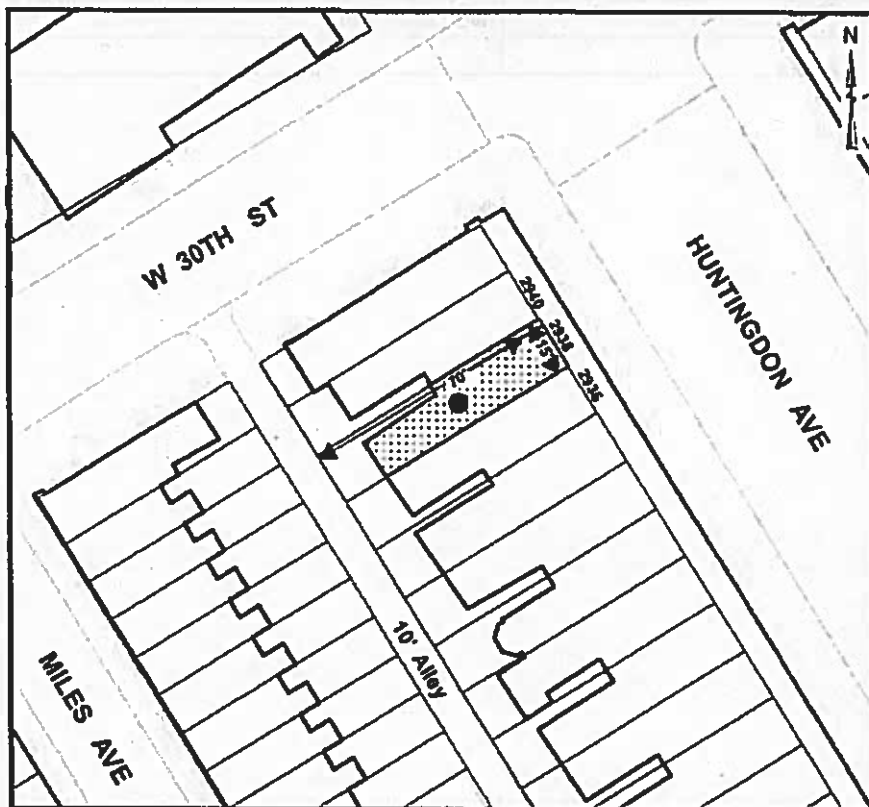 N
W 30TH ST
HUNTINGDON AVE
2940
2938
2936
15'
70'
10' Alley
MILES AVE